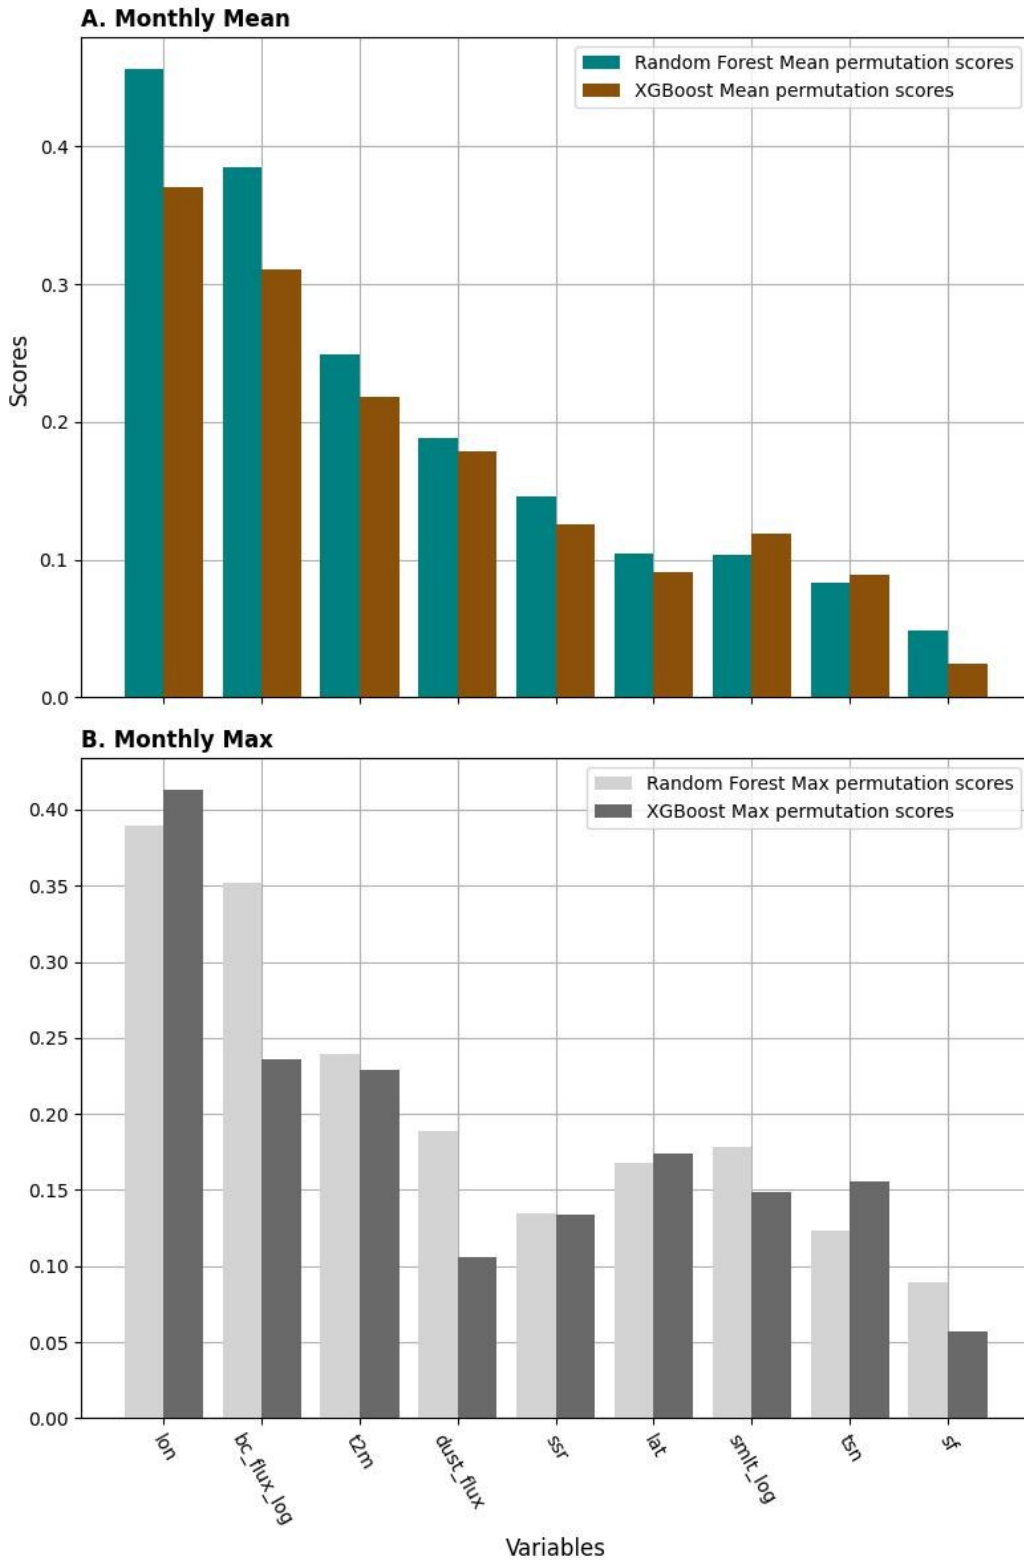 A. Monthly Mean
Random Forest Mean permutation scores
XGBoost Mean permutation scores
0.4
0.3
0.2
0.1
0.0
Scores
B. Monthly Max
Random Forest Max permutation scores
XGBoost Max permutation scores
0.40
0.35
0.30
0.25
0.20
0.15
0.10
0.05
0.00
lon
bc_flux_log
t2m
dust_flux
ssr
lat
smlt_log
tsn
sf
Variables